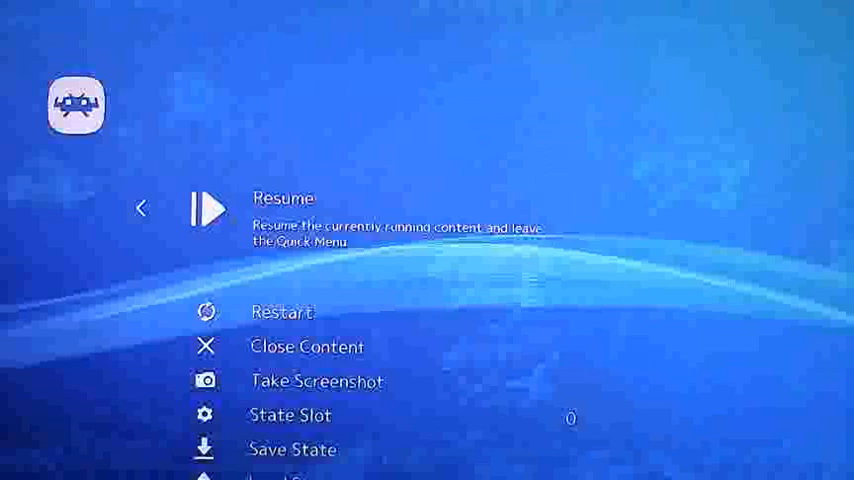 Resume
Resume the currently running content and leave
the Quick Menu
Restart
Close Content
Take Screenshot
State Slot 0
Save State